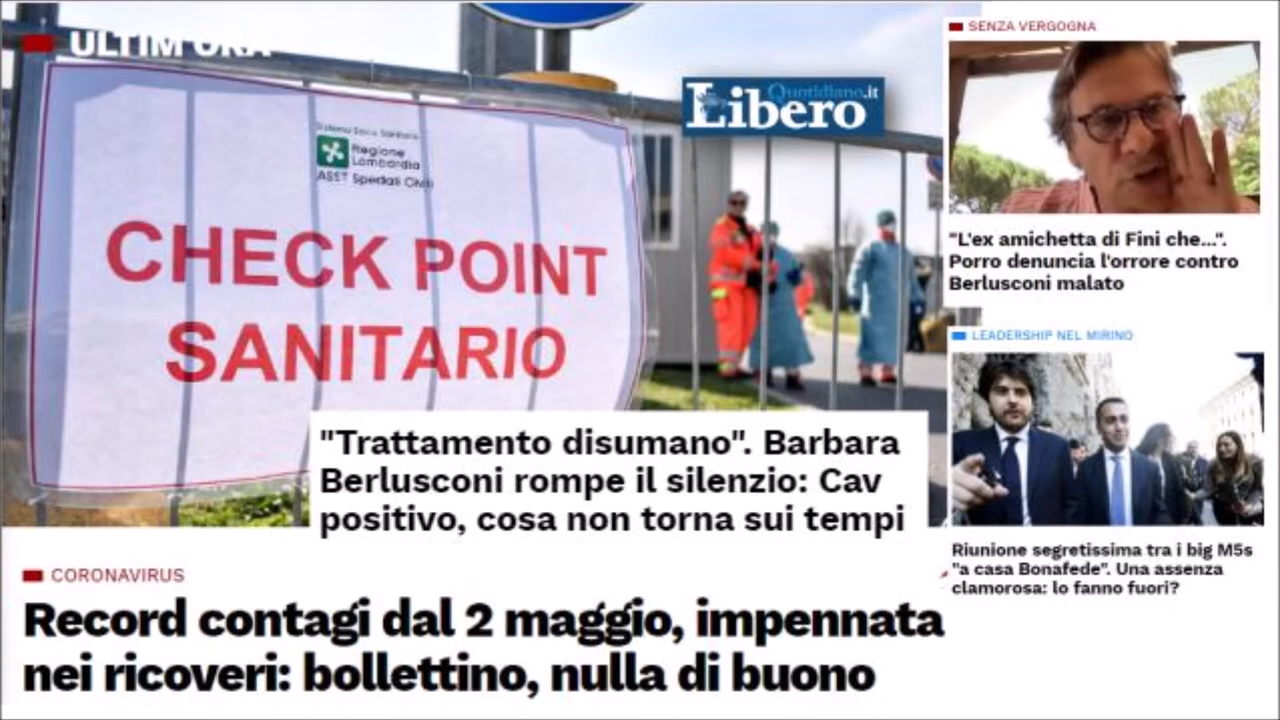 ULTIM'ORA
Sistema Socio Sanitario
Regione
Lombardia
ASST Spedali Civili
CHECK POINT
SANITARIO
Quotidiano.it
Libero
"Trattamento disumano". Barbara
Berlusconi rompe il silenzio: Cav
positivo, cosa non torna sui tempi
CORONAVIRUS
Record contagi dal 2 maggio, impennata
nei ricoveri: bollettino, nulla di buono
SENZA VERGOGNA
"L'ex amichetta di Fini che...".
Porro denuncia l'orrore contro
Berlusconi malato
LEADERSHIP NEL MIRINO
Riunione segretissima tra i big M5s
"a casa Bonafede". Una assenza
clamorosa: lo fanno fuori?